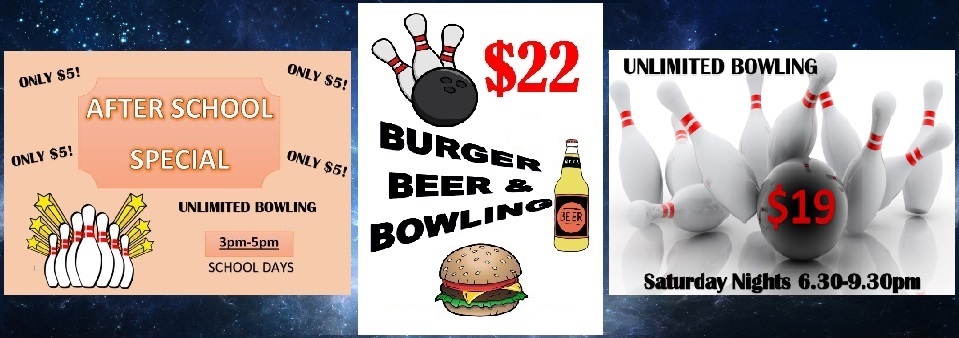 ONLY $5!
ONLY $5!
AFTER SCHOOL
SPECIAL
ONLY $5!
ONLY $5!
UNLIMITED BOWLING
3pm-5pm
SCHOOL DAYS
$22
BURGER
BEER &
BOWLING
BEER
BEER
UNLIMITED BOWLING
$19
Saturday Nights 6.30-9.30pm